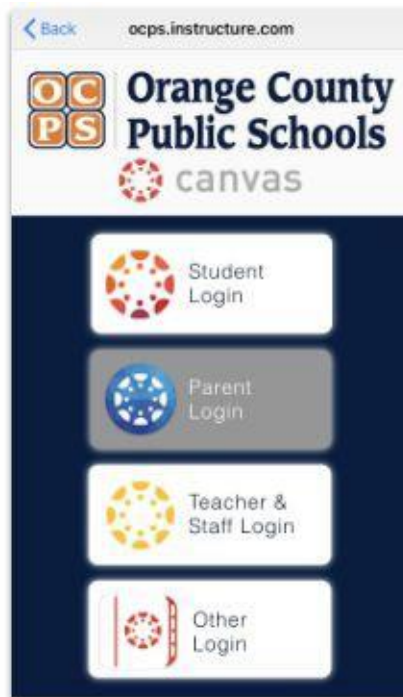 Back ocps.instructure.com
OC
PS
Orange County
Public Schools
canvas
Student
Login
Parent
Login
Teacher &
Staff Login
Other
Login